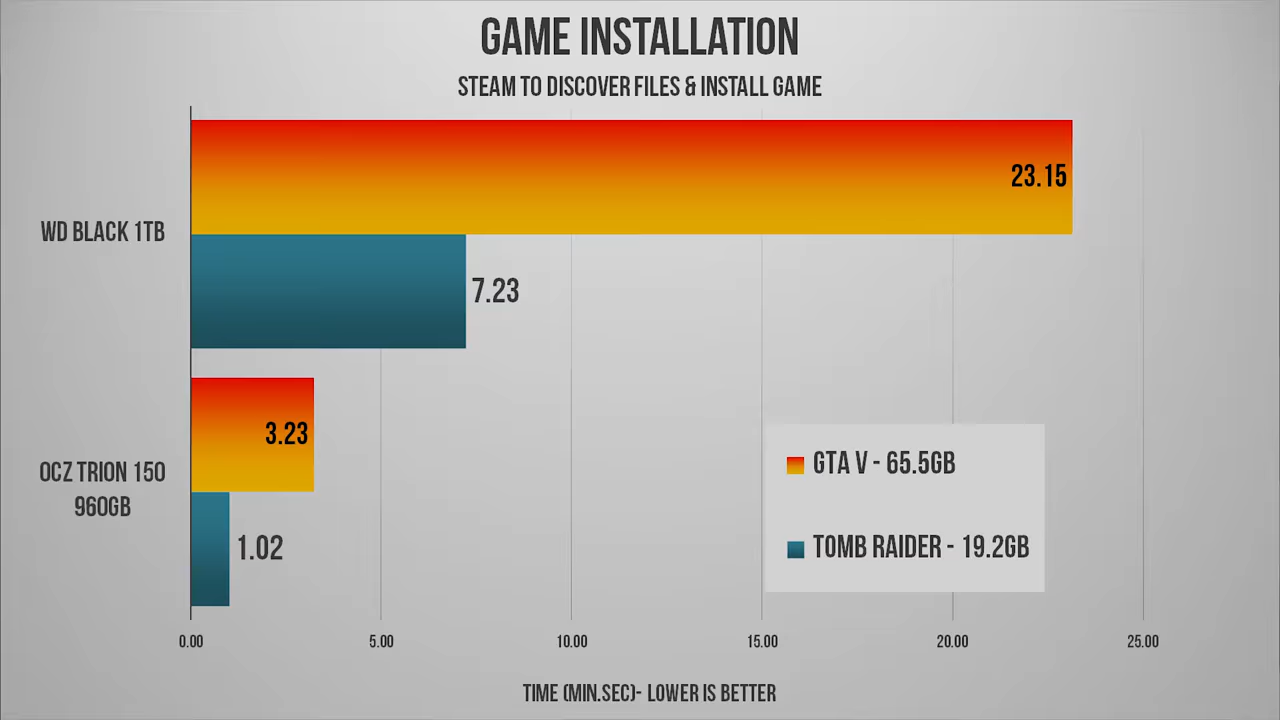 GAME INSTALLATION
STEAM TO DISCOVER FILES & INSTALL GAME
23.15
WD BLACK 1TB
7.23
3.23
OCZ TRION 150
960GB
1.02
GTA V - 65.5GB
TOMB RAIDER - 19.2GB
0.00 5.00 10.00 15.00 20.00 25.00
TIME (MIN.SEC)- LOWER IS BETTER